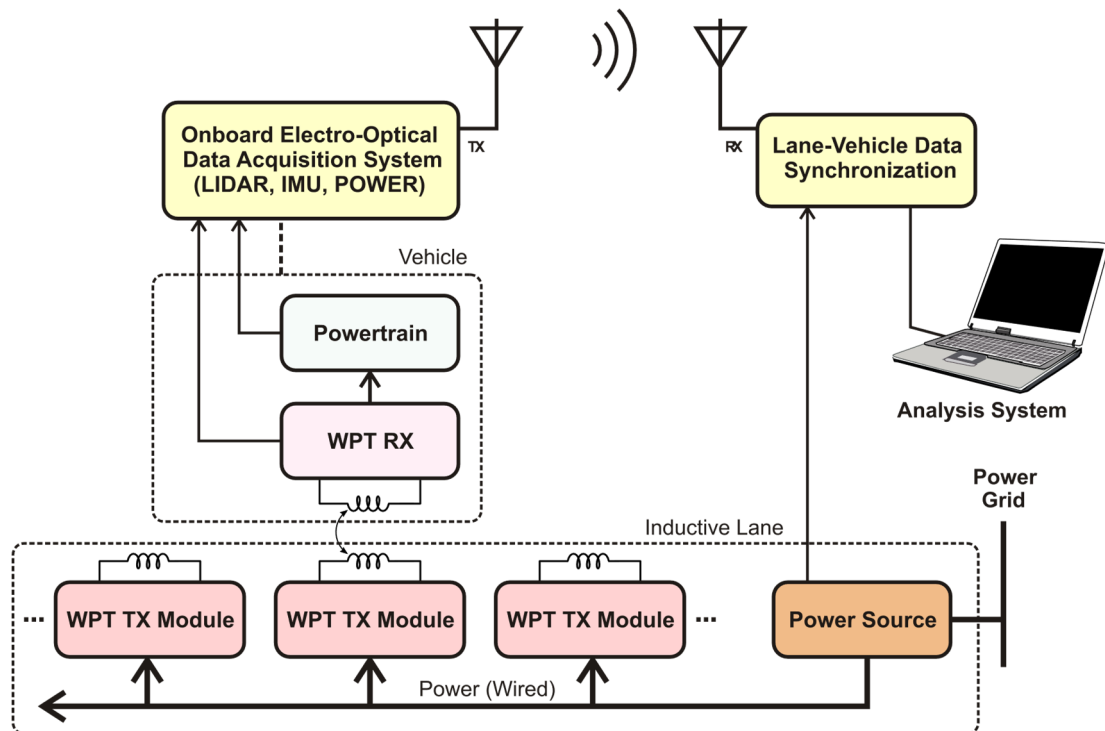 Onboard Electro-Optical
Data Acquisition System
(LIDAR, IMU, POWER)
TX
RX
Lane-Vehicle Data
Synchronization
Vehicle
Powertrain
WPT RX
Analysis System
Power
Grid
Inductive Lane
...
WPT TX Module
WPT TX Module
WPT TX Module
...
Power Source
Power (Wired)